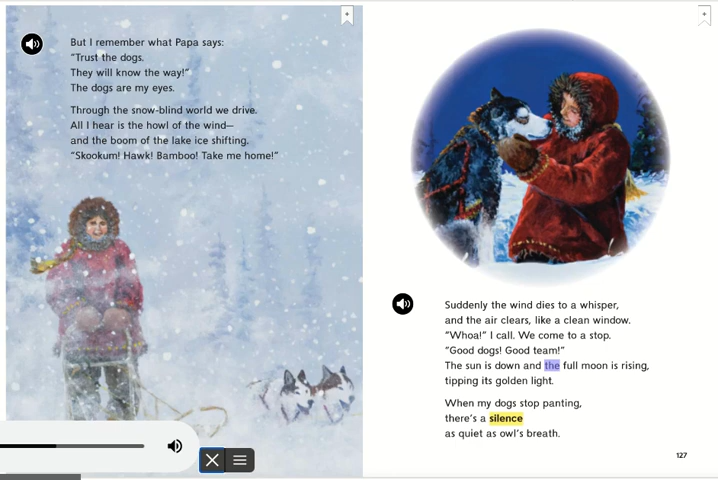 But I remember what Papa says:
“Trust the dogs.
They will know the way!”
The dogs are my eyes.
Through the snow-blind world we drive.
All I hear is the howl of the wind—
and the boom of the lake ice shifting.
“Skookum! Hawk! Bamboo! Take me home!”
Suddenly the wind dies to a whisper,
and the air clears, like a clean window.
“Whoa!” I call. We come to a stop.
“Good dogs! Good team!”
The sun is down and the full moon is rising,
tipping its golden light.
When my dogs stop panting,
there’s a silence
as quiet as owl’s breath.
127